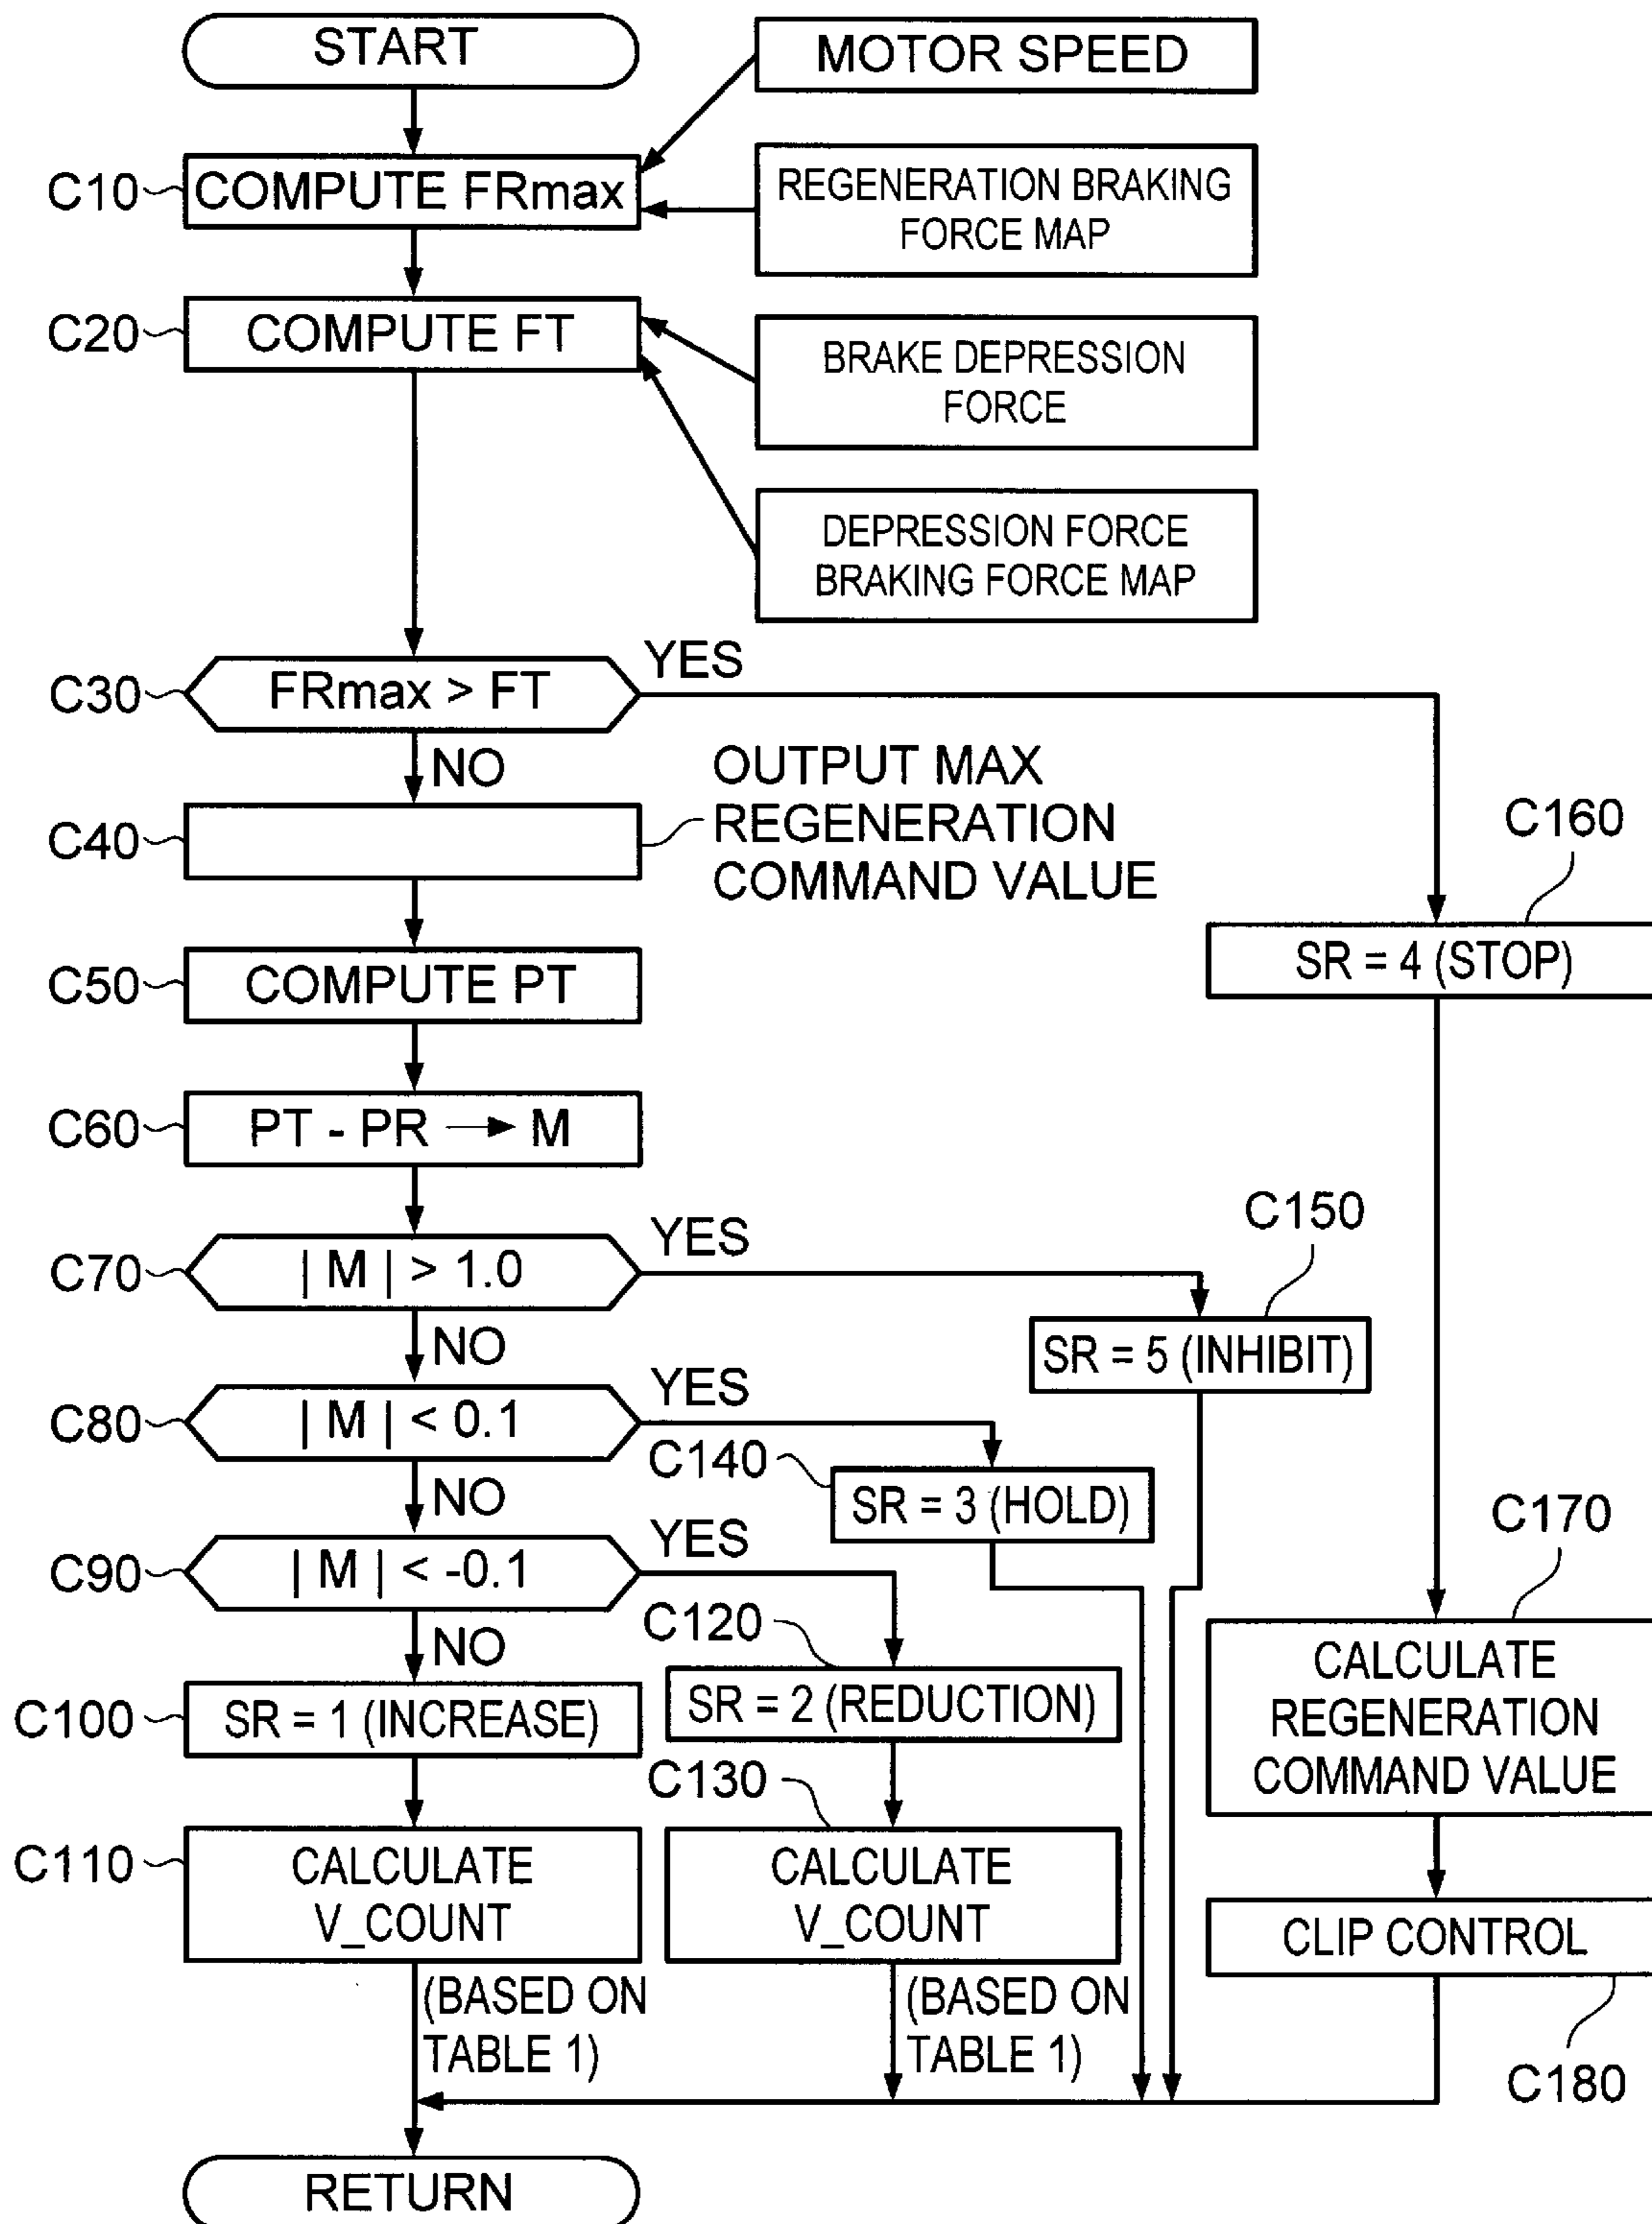 START
MOTOR SPEED
C10
COMPUTE FRmax
REGENERATION BRAKING
FORCE MAP
C20
COMPUTE FT
BRAKE DEPRESSION
FORCE
DEPRESSION FORCE
BRAKING FORCE MAP
C30
FRmax > FT
YES
NO
C40
OUTPUT MAX
REGENERATION
COMMAND VALUE
C160
SR = 4 (STOP)
C50
COMPUTE PT
C60
PT - PR → M
C70
| M | > 1.0
YES
C150
SR = 5 (INHIBIT)
NO
C80
| M | < 0.1
YES
C140
SR = 3 (HOLD)
NO
C90
| M | < -0.1
YES
C170
CALCULATE
REGENERATION
COMMAND VALUE
NO
C120
SR = 2 (REDUCTION)
C100
SR = 1 (INCREASE)
C130
C110
CALCULATE
V_COUNT
(BASED ON
TABLE 1)
CALCULATE
V_COUNT
(BASED ON
TABLE 1)
CLIP CONTROL
C180
RETURN